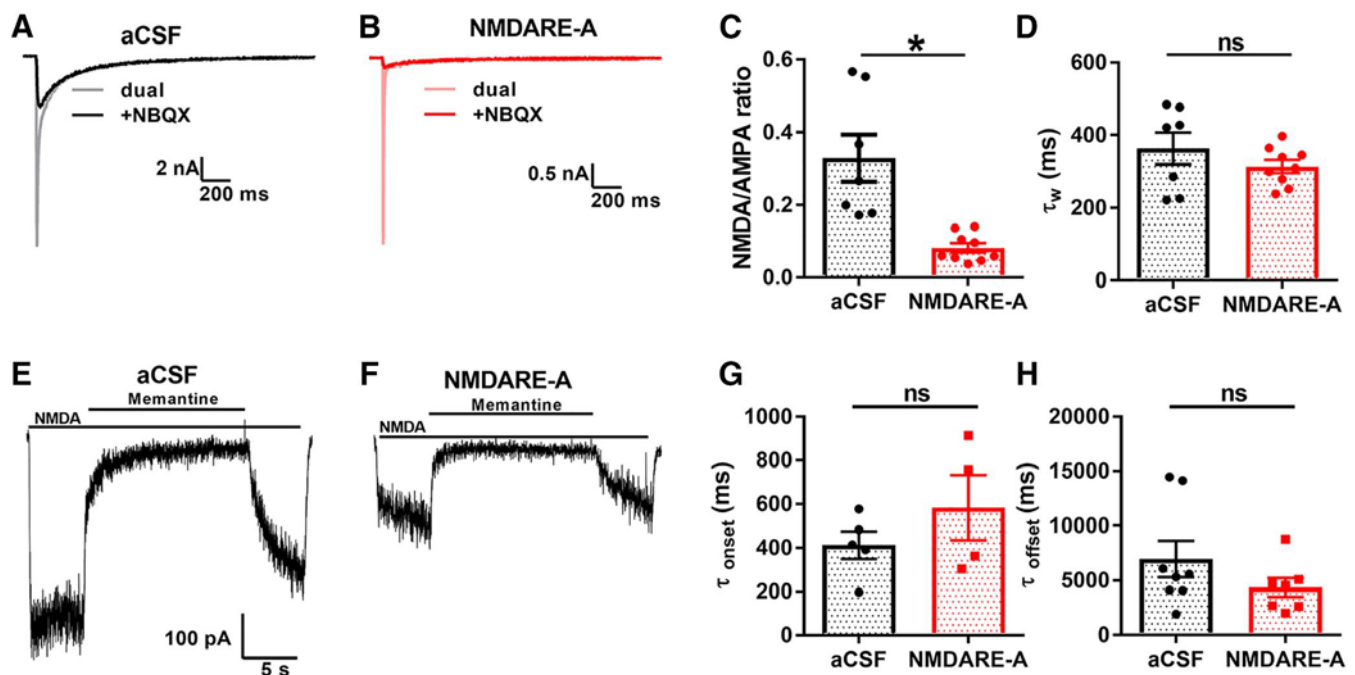 A
aCSF
dual
+NBQX
2 nA
200 ms
B
NMDARE-A
dual
+NBQX
0.5 nA
200 ms
C
*
NMDA/AMPA ratio
0.6
0.4
0.2
0.0
aCSF NMDARE-A
D
ns
τw (ms)
600
400
200
0
aCSF NMDARE-A
E
aCSF
Memantine
NMDA
100 pA
5 s
F
NMDARE-A
Memantine
NMDA
G
ns
τ onset (ms)
1000
800
600
400
200
0
aCSF NMDARE-A
H
ns
τ offset (ms)
20000
15000
10000
5000
0
aCSF NMDARE-A